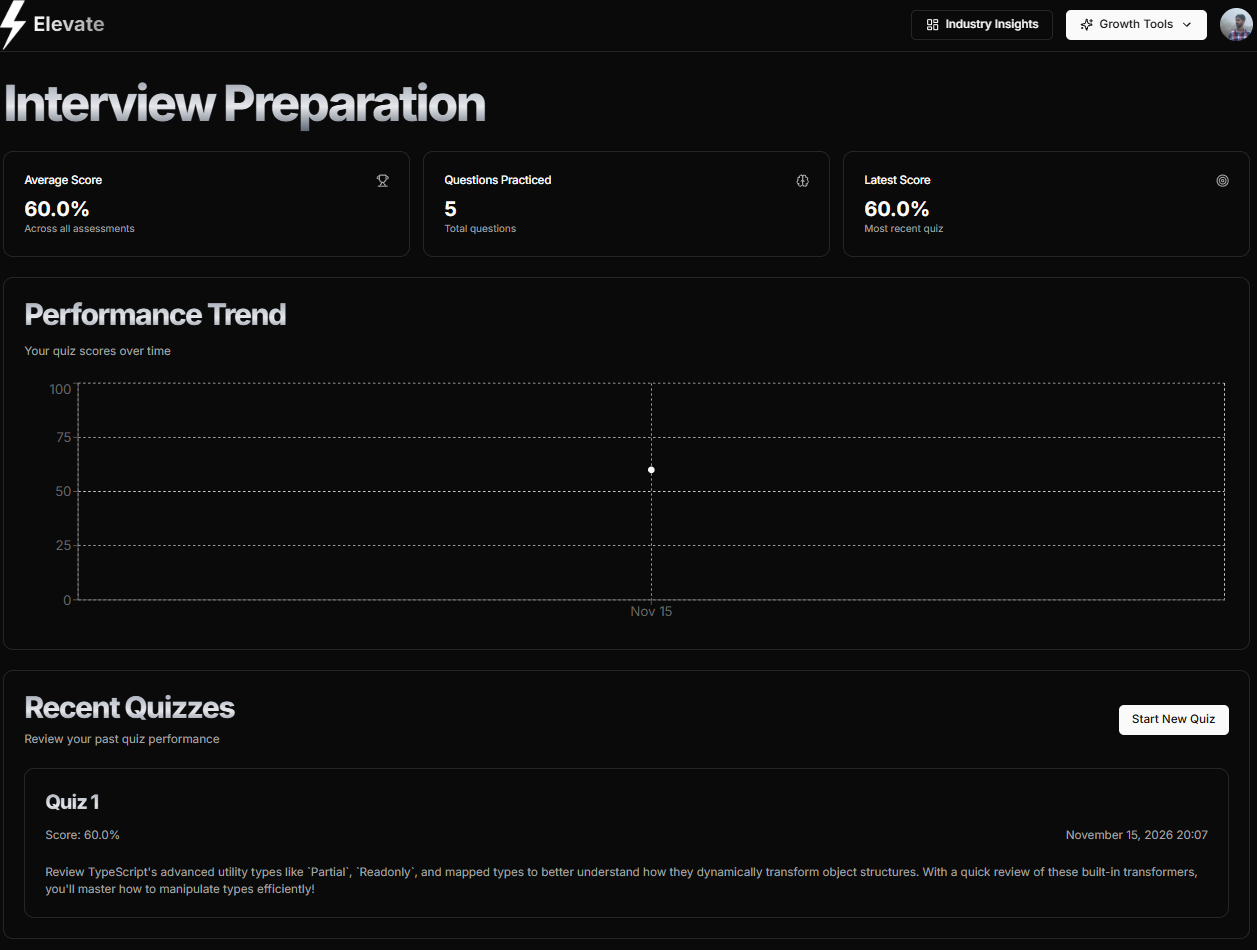 Elevate
Industry Insights
Growth Tools
Interview Preparation
Average Score
60.0%
Across all assessments
Questions Practiced
5
Total questions
Latest Score
60.0%
Most recent quiz
Performance Trend
Your quiz scores over time
100
75
50
25
0
Nov 15
Recent Quizzes
Review your past quiz performance
Start New Quiz
Quiz 1
Score: 60.0%
November 15, 2026 20:07
Review TypeScript's advanced utility types like `Partial`, `Readonly`, and mapped types to better understand how they dynamically transform object structures. With a quick review of these built-in transformers,
you'll master how to manipulate types efficiently!